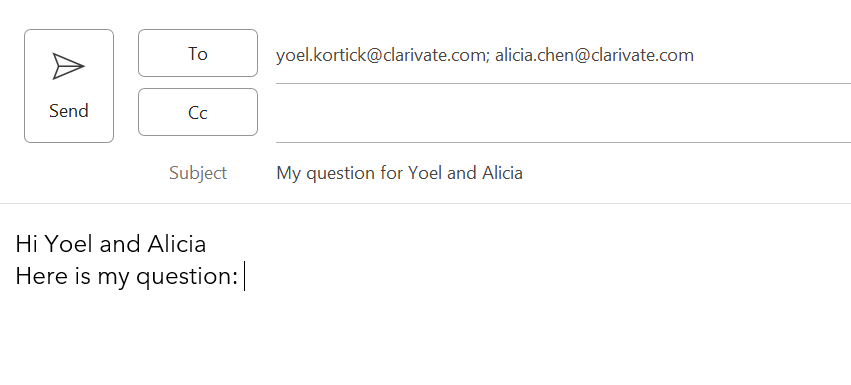 To
yoel.kortick@clarivate.com; alicia.chen@clarivate.com
Send
Cc
Subject
My question for Yoel and Alicia
Hi Yoel and Alicia
Here is my question: